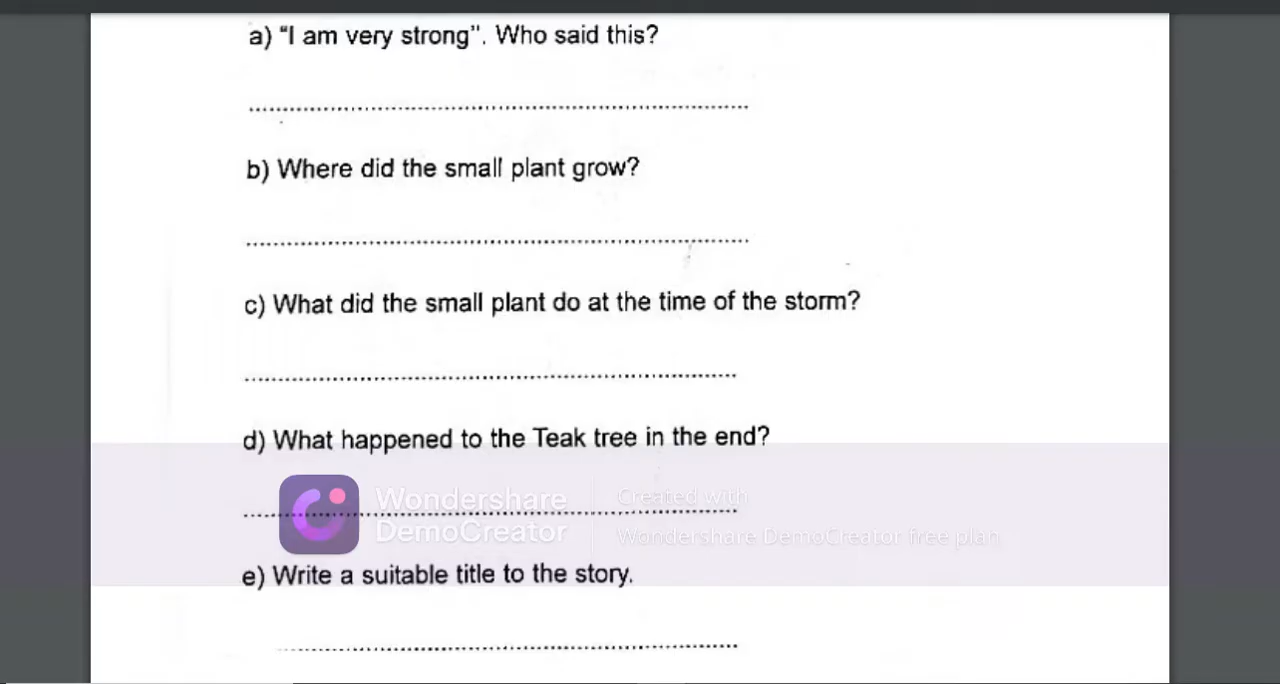 a) “I am very strong”. Who said this?
b) Where did the small plant grow?
c) What did the small plant do at the time of the storm?
d) What happened to the Teak tree in the end?
Wondershare
DemoCreator
Created with
Wondershare DemoCreator free plan
e) Write a suitable title to the story.